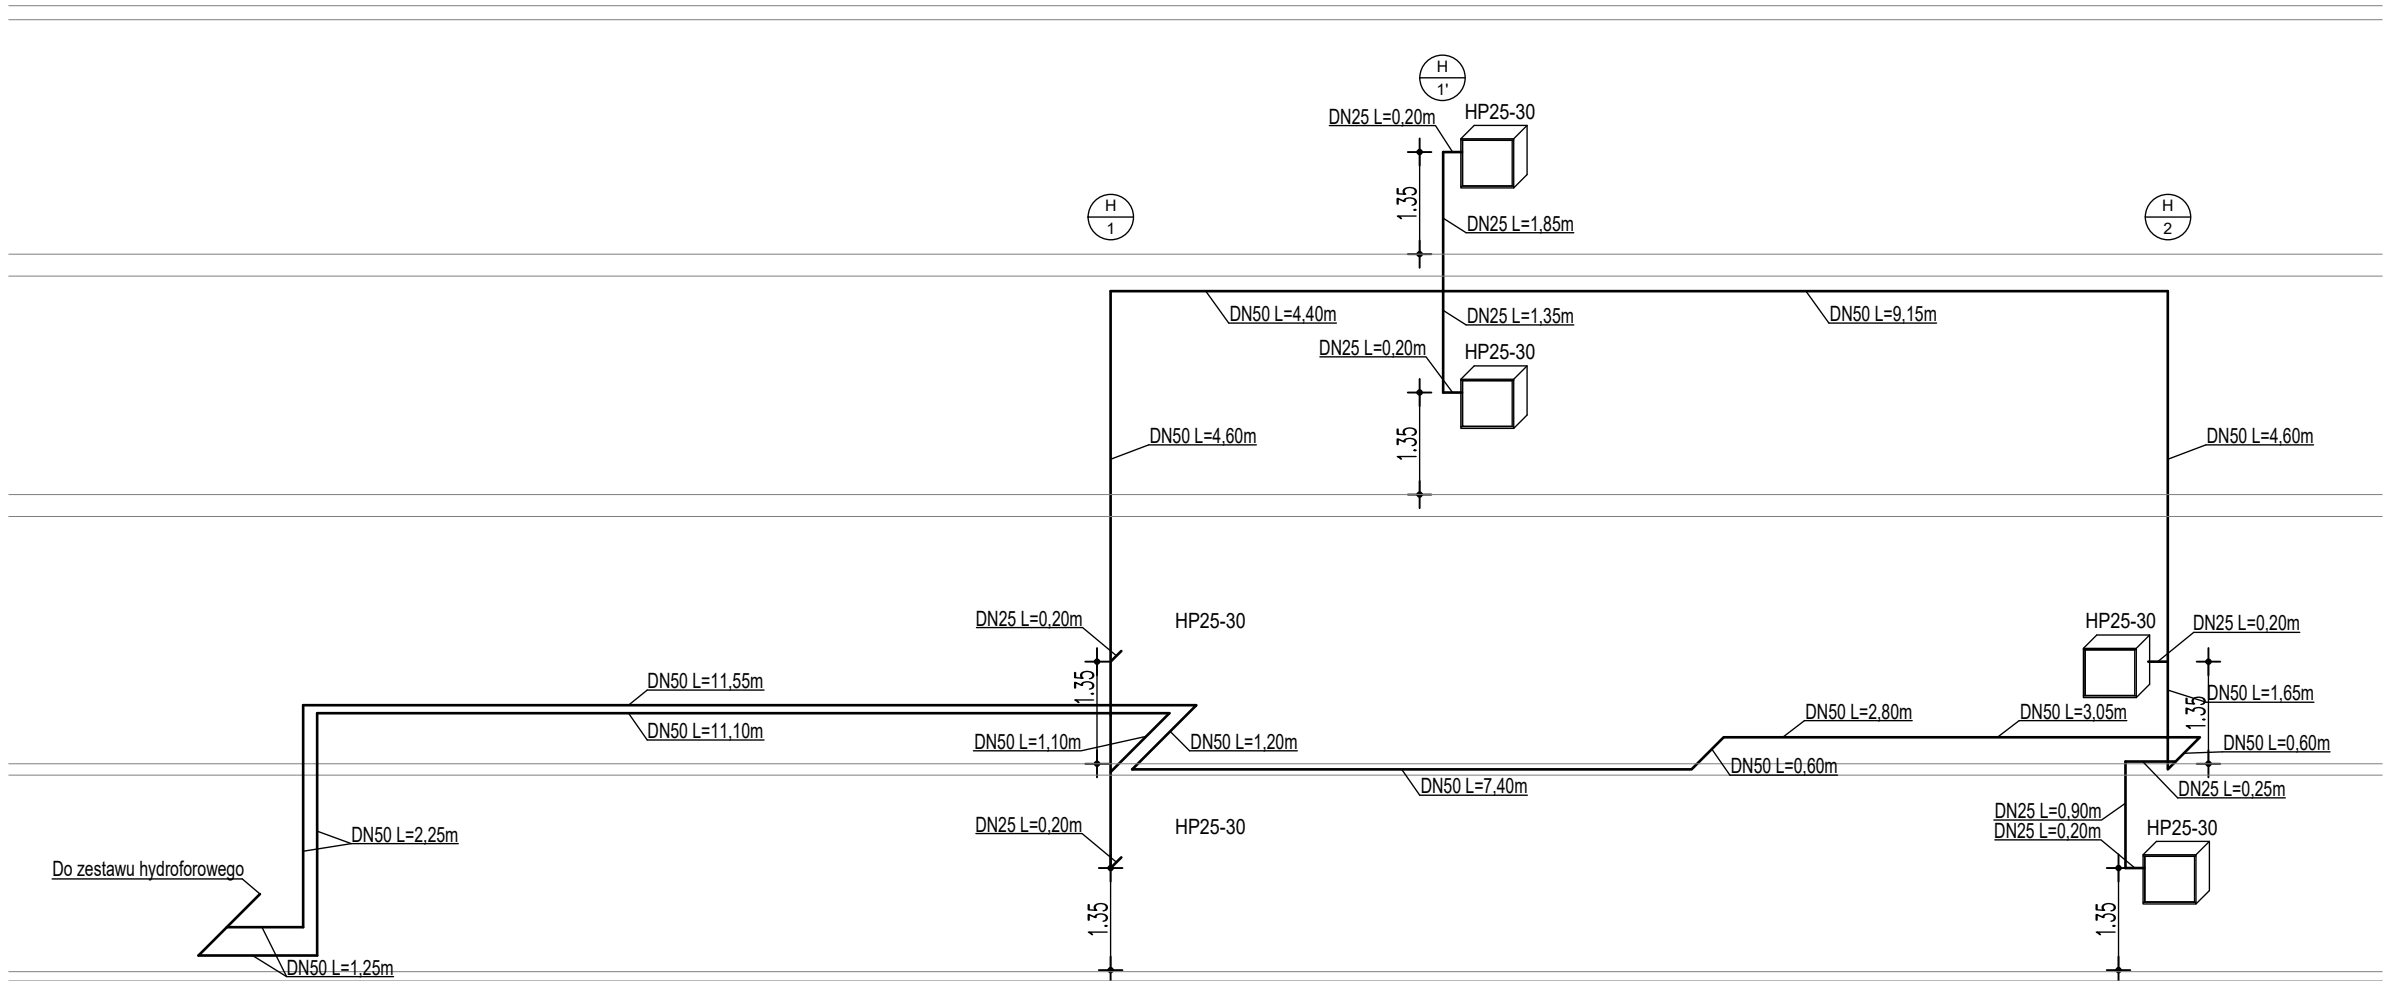 H
1'
HP25-30
DN25 L=0,20m
1.35
DN25 L=1,85m
H
1
H
2
DN50 L=4,40m
DN25 L=1,35m
DN50 L=9,15m
DN25 L=0,20m
HP25-30
1.35
DN50 L=4,60m
DN50 L=4,60m
DN25 L=0,20m
HP25-30
HP25-30
DN25 L=0,20m
1.35
DN50 L=11,55m
DN50 L=1,65m
1.35
DN50 L=11,10m
DN50 L=1,10m
DN50 L=1,20m
DN50 L=2,80m
DN50 L=3,05m
DN50 L=0,60m
DN50 L=0,60m
DN50 L=7,40m
DN25 L=0,25m
DN25 L=0,90m
DN25 L=0,20m
HP25-30
DN25 L=0,20m
HP25-30
DN50 L=2,25m
Do zestawu hydroforowego
1.35
1.35
DN50 L=1,25m